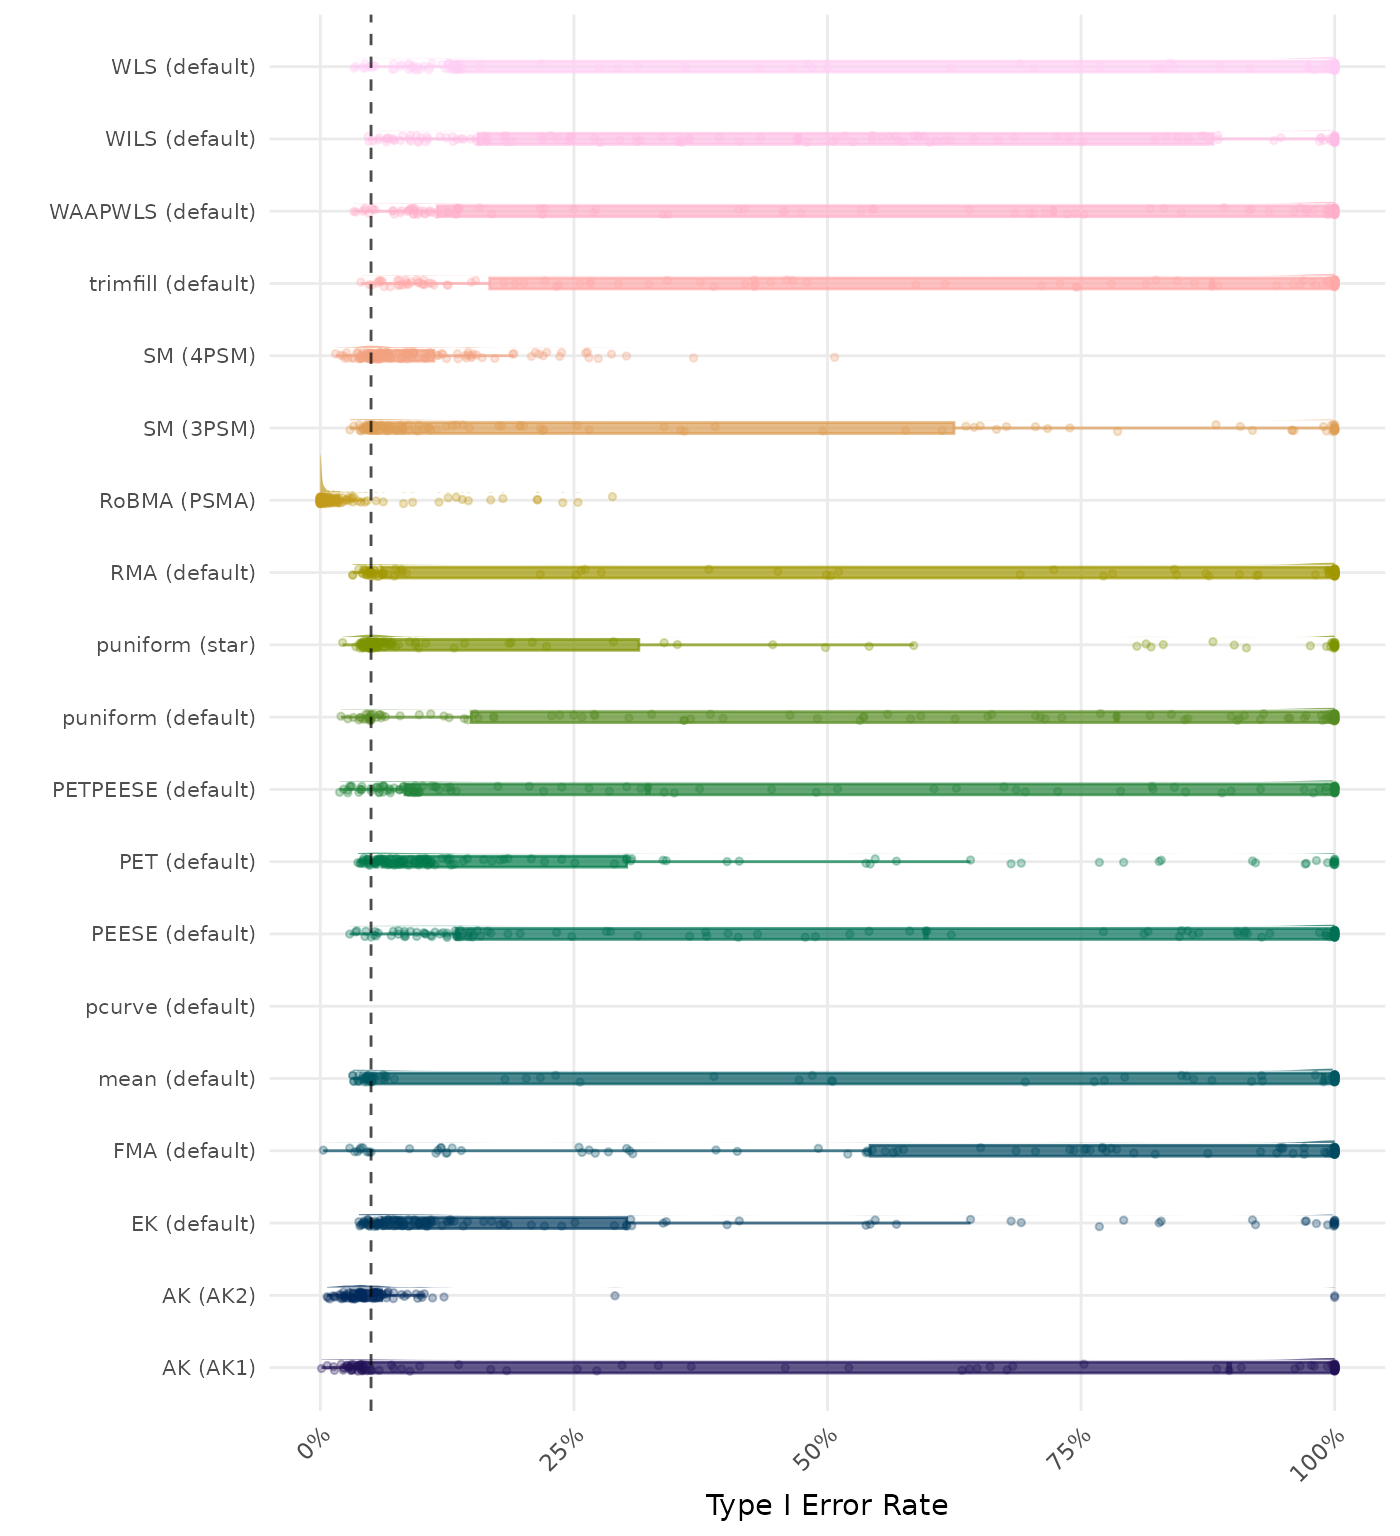 WLS (default)
WILS (default)
WAAPWLS (default)
trimfill (default)
SM (4PSM)
SM (3PSM)
RoBMA (PSMA)
RMA (default)
puniform (star)
puniform (default)
PETPEESE (default)
PET (default)
PEESE (default)
pcurve (default)
mean (default)
FMA (default)
EK (default)
AK (AK2)
AK (AK1)
0%
25%
50%
75%
100%
Type I Error Rate